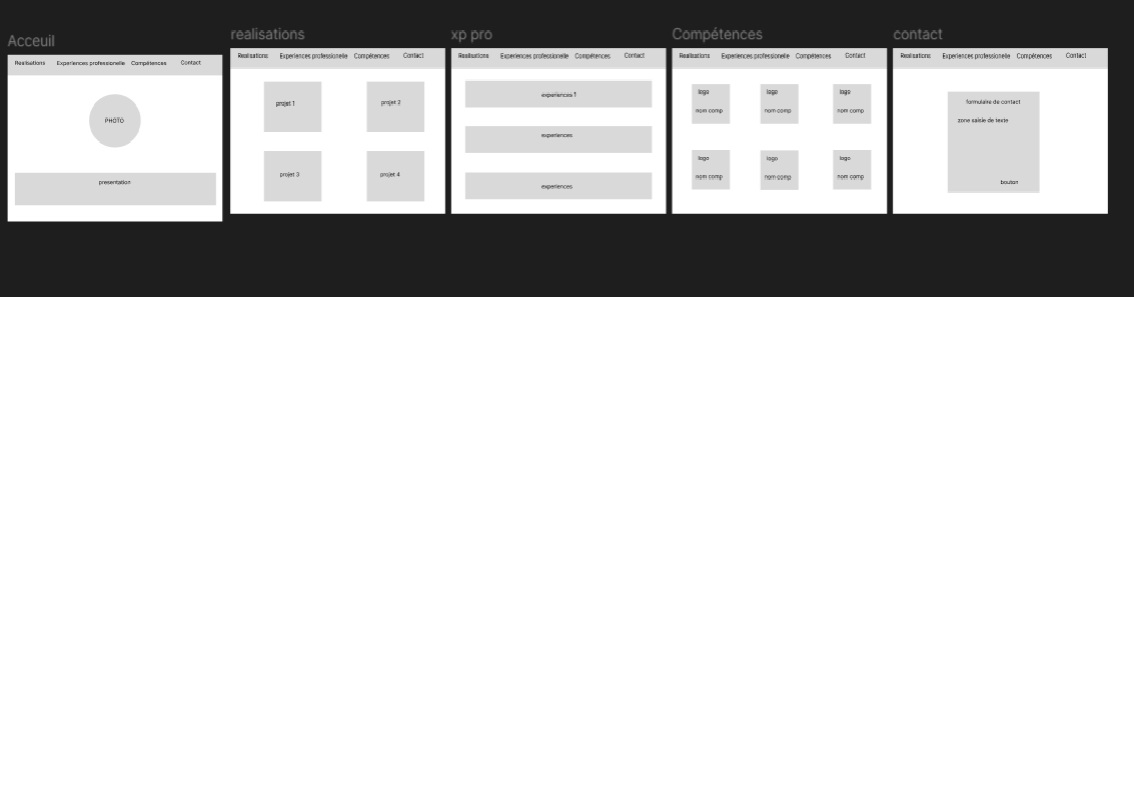 Acceuil
Realisations Experiences professionelle Compétences Contact
PHOTO
presentation
realisations
Realisations Experiences professionelle Compétences Contact
projet 1
projet 2
projet 3
projet 4
xp pro
Realisations Experiences professionelle Compétences Contact
experiences 1
experiences
experiences
Compétences
Realisations Experiences professionelle Compétences Contact
logo logo logo
nom comp nom comp nom comp
logo logo logo
nom comp nom comp nom comp
contact
Realisations Experiences professionelle Compétences Contact
formulaire de contact
zone saisie de texte
bouton